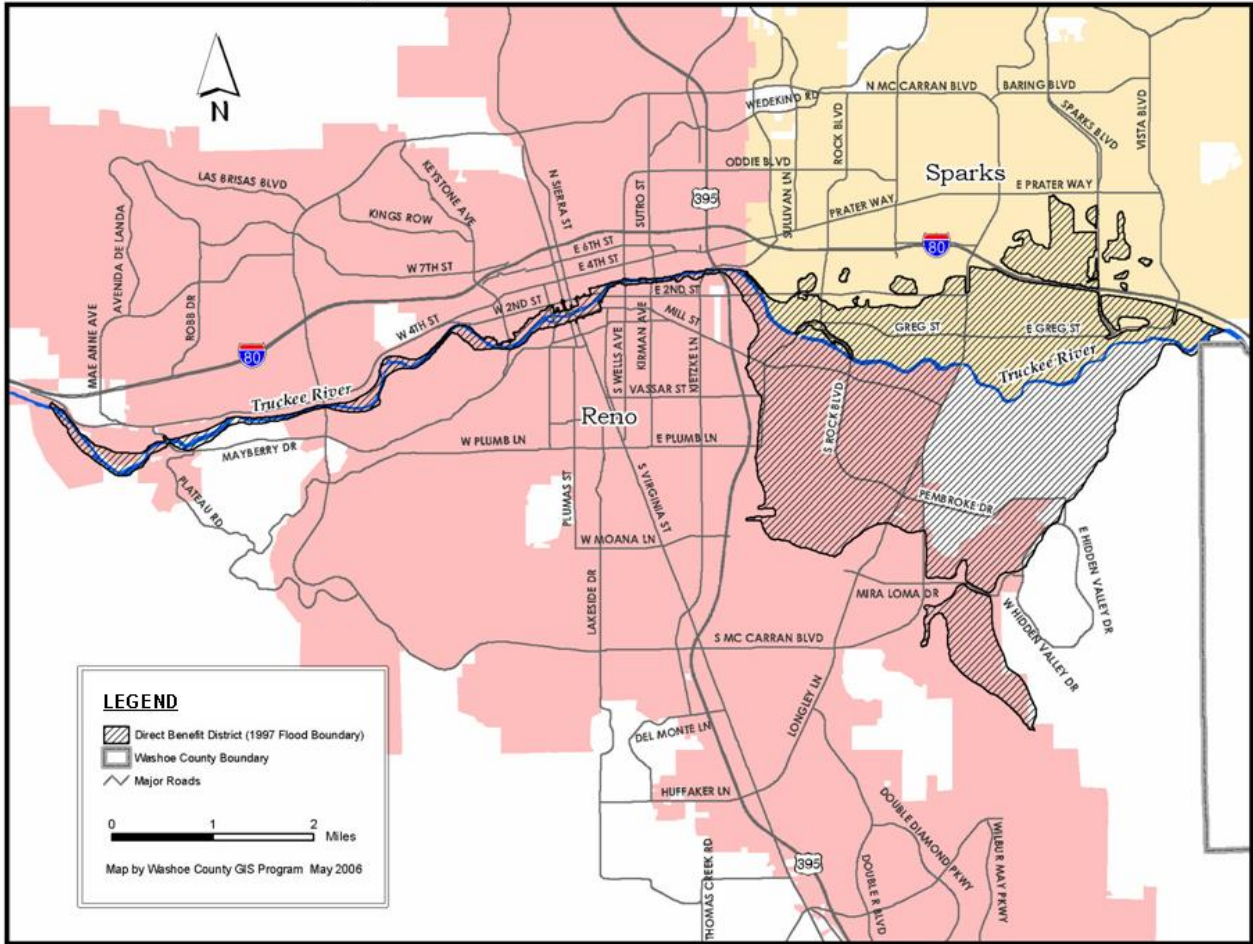 N
N MC CARRAN BLVD
BARING BLVD
WEDEKIND RD
SPARKS BLVD
VISTA BLVD
ROCK BLVD
ODDIE BLVD
SULLIVAN LN
Sparks
E PRATER WAY
PRATER WAY
LAS BRISAS BLVD
KEYSTONE AVE
KINGS ROW
N SIERRA ST
SUTRO ST
395
AVENIDA DE LANDA
ROBB DR
MAE ANNE AVE
W 7TH ST
E 6TH ST
E 4TH ST
80
W 2ND ST
E 2ND ST
W 4TH ST
MILL ST
GREG ST
E GREG ST
80
Truckee River
Truckee River
S WELLS AVE
KIRMAN AVE
KIETZKE LN
VASSAR ST
Reno
S ROCK BLVD
MAYBERRY DR
W PLUMB LN
E PLUMB LN
PLATEAU RD
PLUMAS ST
S VIRGINIA ST
PEMBROKE DR
W MOANA LN
E HIDDEN VALLEY DR
MIRA LOMA DR
W HIDDEN VALLEY DR
LAKESIDE DR
S MC CARRAN BLVD
LONGLEY LN
DEL MONTE LN
HUFFAKER LN
DOUBLE DIAMOND PKWY
WILBUR MAY PKWY
395
DOUBLE R BLVD
THOMAS CREEK RD
LEGEND
Direct Benefit District (1997 Flood Boundary)
Washoe County Boundary
Major Roads
0 1 2 Miles
Map by Washoe County GIS Program May 2006